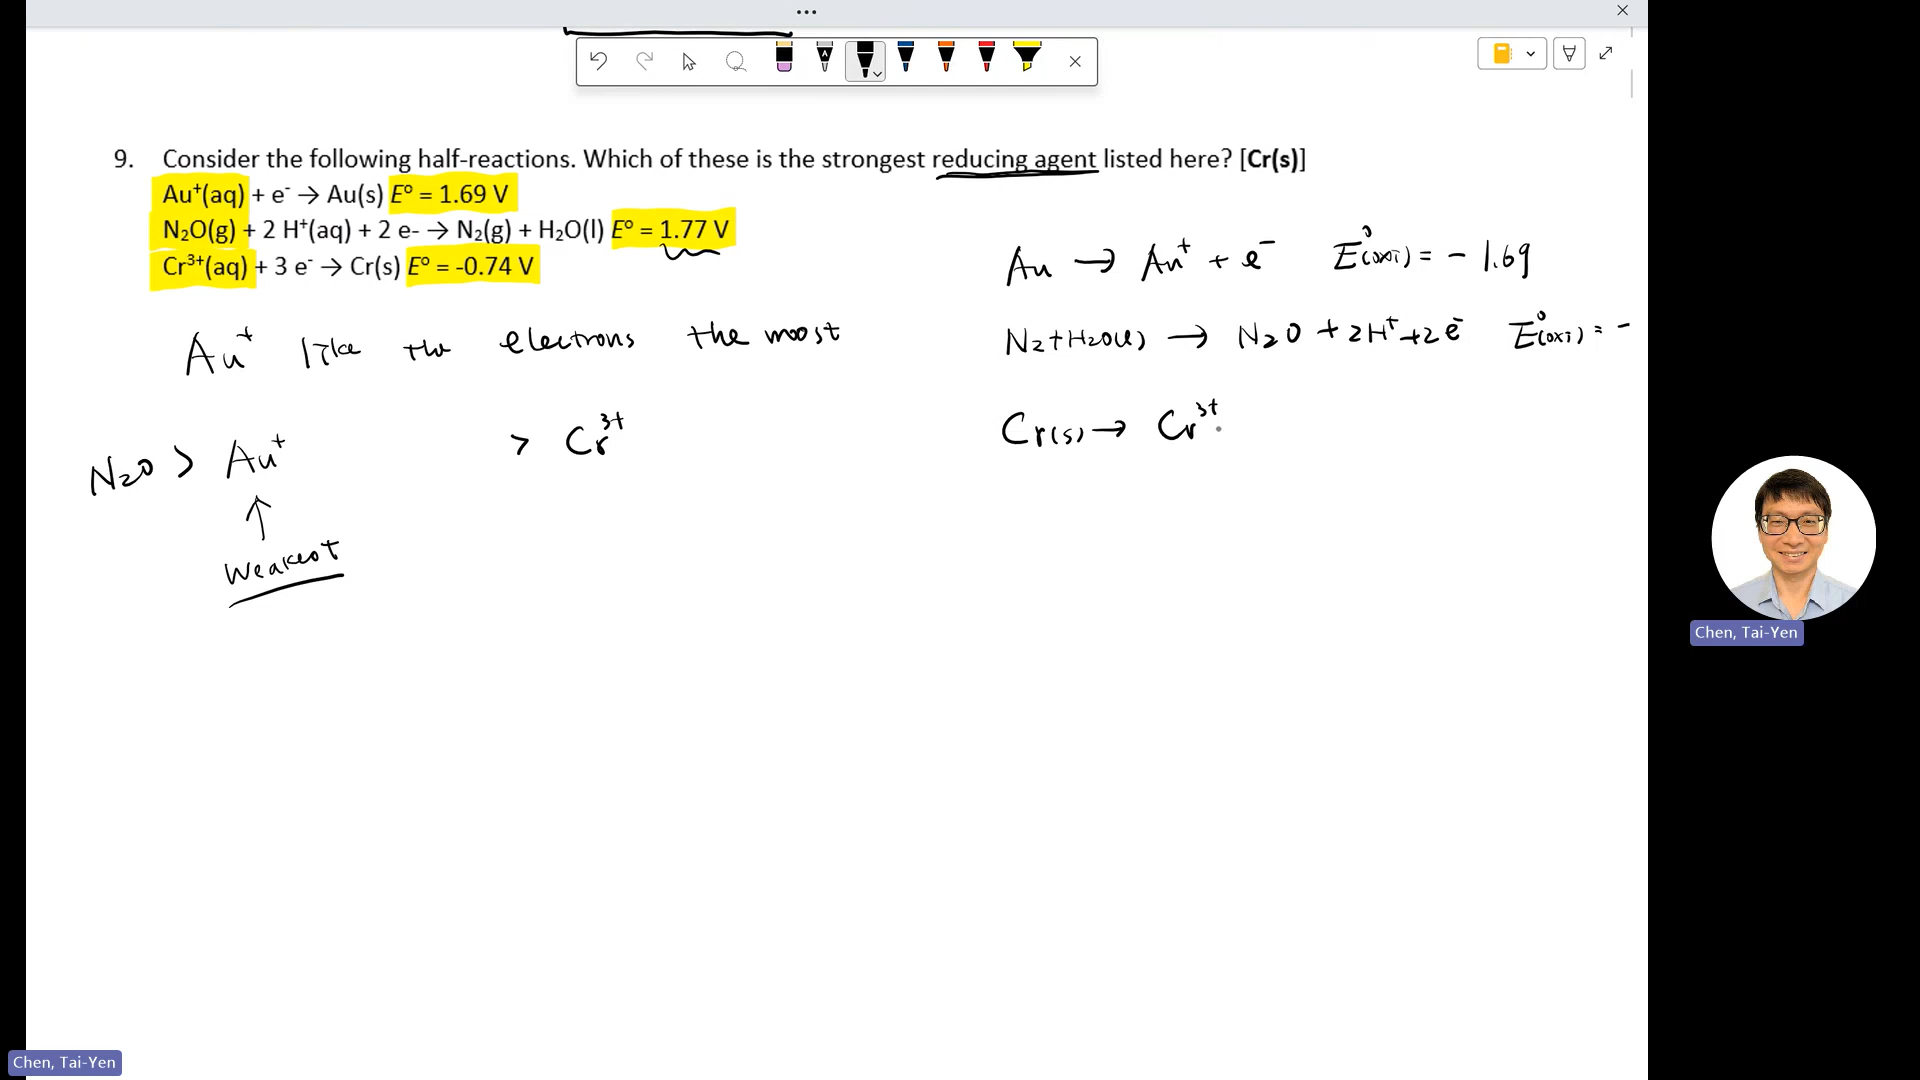 9. Consider the following half-reactions. Which of these is the strongest reducing agent listed here? [Cr(s)]
Au⁺(aq) + e⁻ → Au(s) E° = 1.69 V
N₂O(g) + 2 H⁺(aq) + 2 e- → N₂(g) + H₂O(l) E° = 1.77 V
Cr³⁺(aq) + 3 e⁻ → Cr(s) E° = -0.74 V
Au → Au⁺ + e⁻ E°(oxi) = - 1.69
Au⁺ like the electrons the most
N₂+H₂O(l) → N₂O + 2H⁺+2e⁻ E°(oxi) = -
N₂O > Au⁺ > Cr³⁺
Cr(s) → Cr³⁺
↑
Weakest
Chen, Tai-Yen
Chen, Tai-Yen